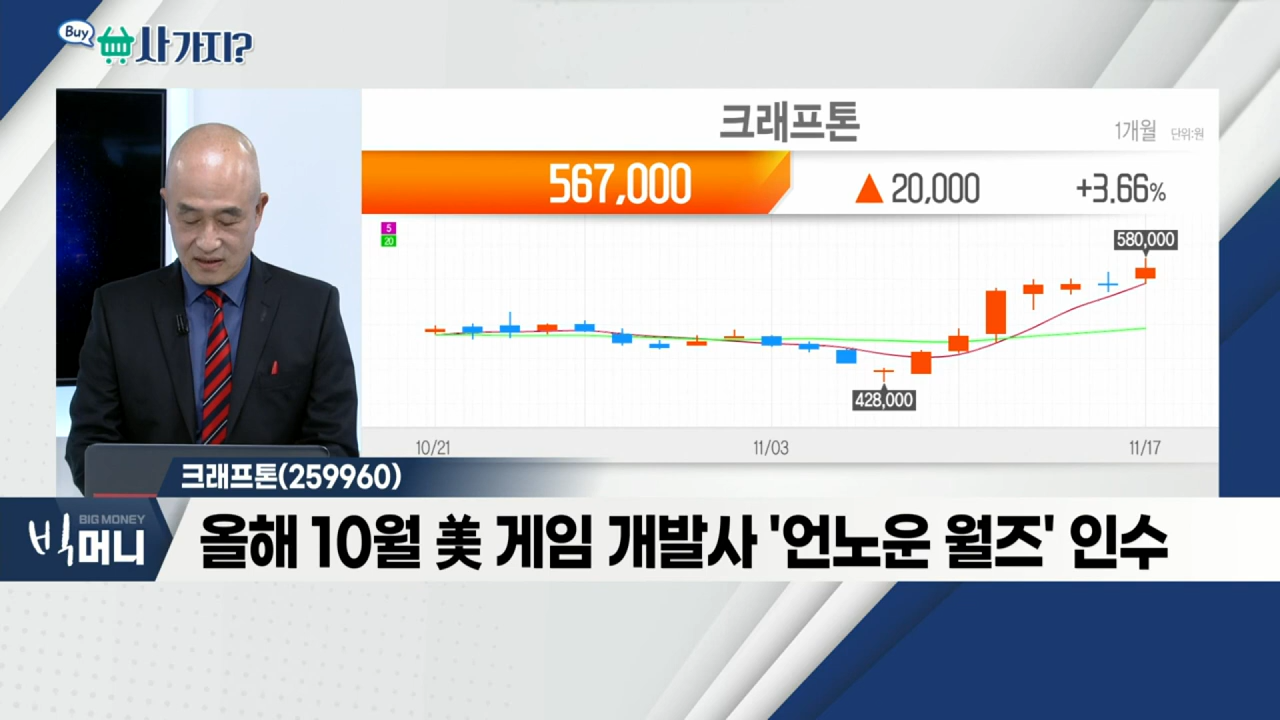 Buy
사가지?
크래프톤
1개월 단위:원
567,000 ▲20,000 +3.66%
5
20
580,000
428,000
10/21 11/03 11/17
크래프톤(259960)
BIG MONEY
빅머니
올해 10월 美 게임 개발사 '언노운 월즈' 인수